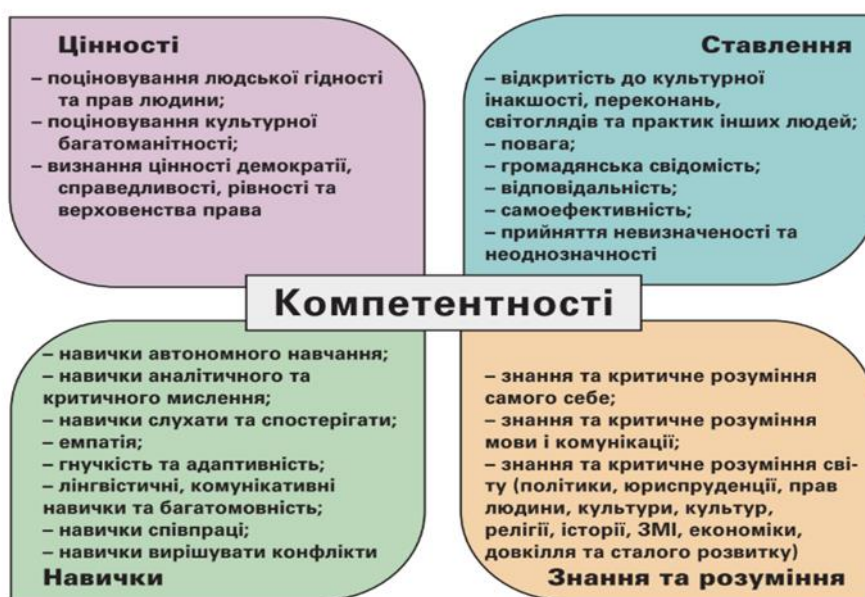 Цінності
– поціновування людської гідності
та прав людини;
– поціновування культурної
багатоманітності;
– визнання цінності демократії,
справедливості, рівності та
верховенства права
Ставлення
– відкритість до культурної
інакшості, переконань,
світоглядів та практик інших людей;
– повага;
– громадянська свідомість;
– відповідальність;
– самоефективність;
– прийняття невизначеності та
неоднозначності
Компетентності
– навички автономного навчання;
– навички аналітичного та
критичного мислення;
– навички слухати та спостерігати;
– емпатія;
– гнучкість та адаптивність;
– лінгвістичні, комунікативні
навички та багатомовність;
– навички співпраці;
– навички вирішувати конфлікти
Навички
– знання та критичне розуміння
самого себе;
– знання та критичне розуміння
мови і комунікації;
– знання та критичне розуміння сві-
ту (політики, юриспруденції, прав
людини, культури, культур,
релігії, історії, ЗМІ, економіки,
довкілля та сталого розвитку)
Знання та розуміння